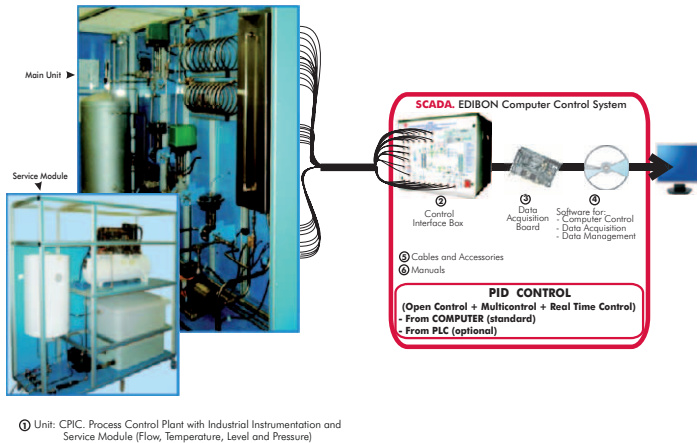 Main Unit
Service Module
SCADA. EDIBON Computer Control System
②
Control
Interface Box
③
Data
Acquisition
Board
④
Software for:
- Computer Control
- Data Acquisition
- Data Management
⑤ Cables and Accessories
⑥ Manuals
PID CONTROL
(Open Control + Multicontrol + Real Time Control)
- From COMPUTER (standard)
- From PLC (optional)
① Unit: CPIC. Process Control Plant with Industrial Instrumentation and
Service Module (Flow, Temperature, Level and Pressure)